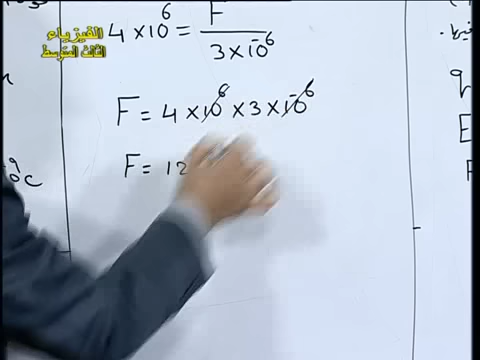 الفيزياء
الثالث المتوسط
4 × 10⁶ = F / 3 × 10⁻⁶
F = 4 × 10⁶ × 3 × 10⁻⁶
F = 12
q
E